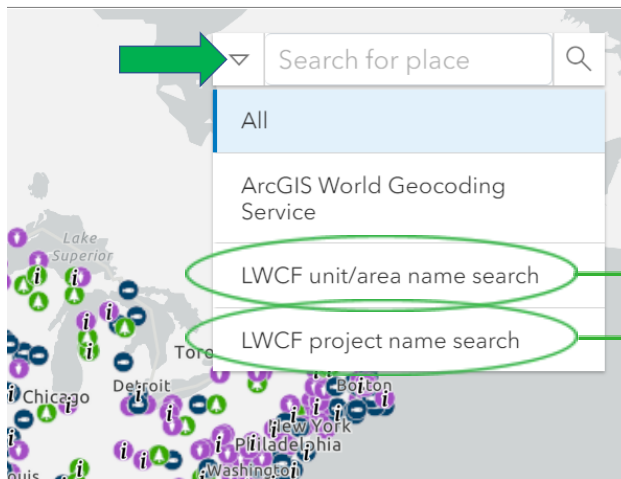 Search for place
All
ArcGIS World Geocoding
Service
Lake
Superior
LWCF unit/area name search
LWCF project name search
Toro
Chicago
Detroit
Boston
New York
Philadelphia
Washington
ouis